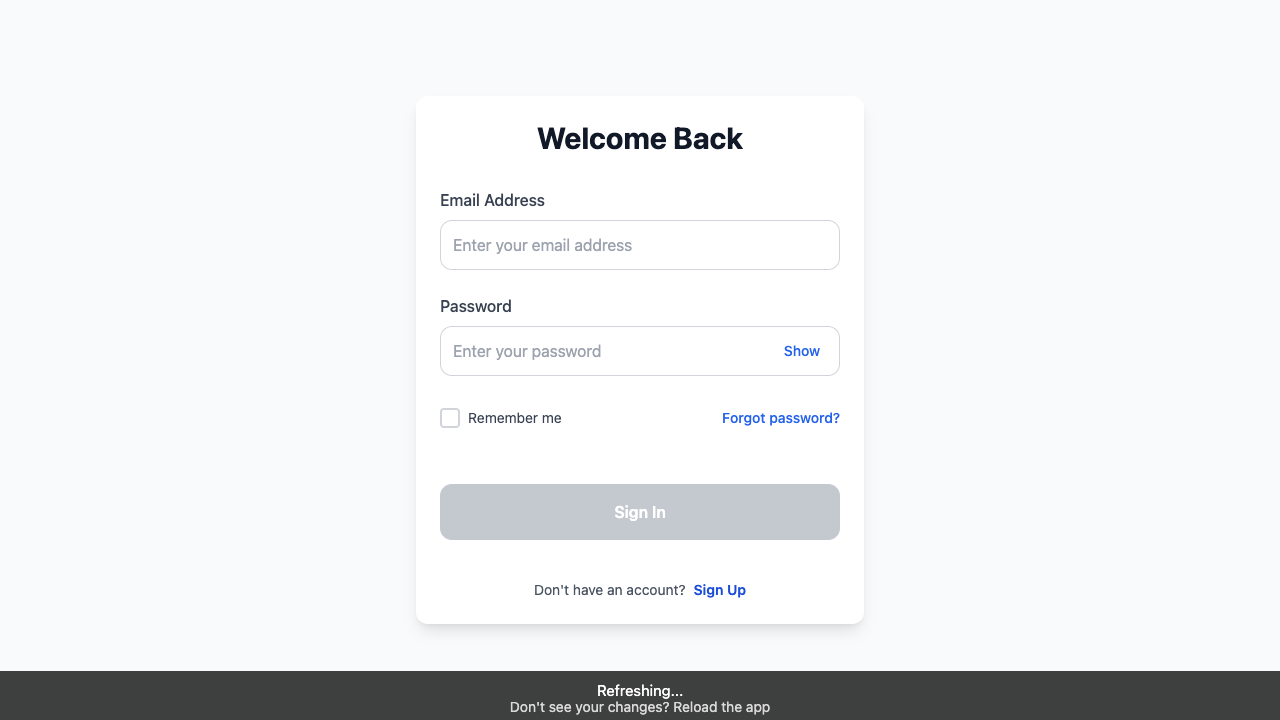 Welcome Back
Email Address
Enter your email address
Password
Enter your password Show
Remember me Forgot password?
Sign In
Don't have an account? Sign Up
Refreshing...
Don't see your changes? Reload the app